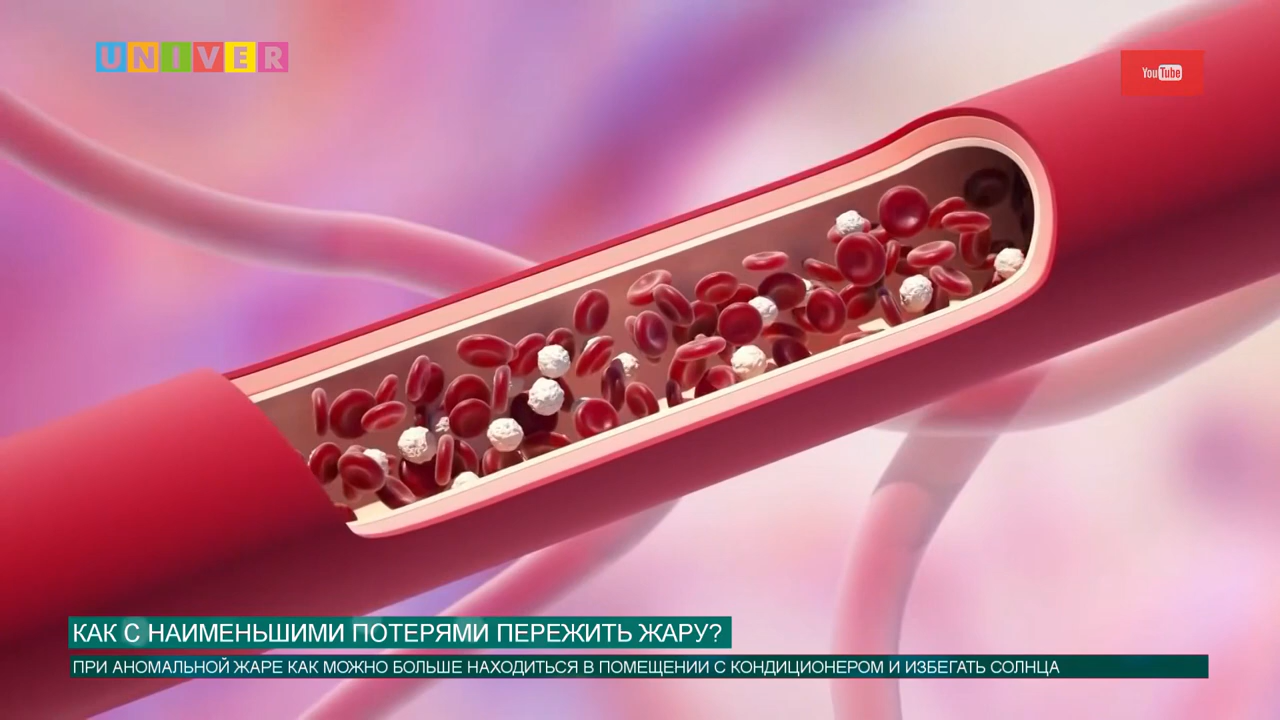 UNIVER
YouTube
КАК С НАИМЕНЬШИМИ ПОТЕРЯМИ ПЕРЕЖИТЬ ЖАРУ?
ПРИ АНОМАЛЬНОЙ ЖАРЕ КАК МОЖНО БОЛЬШЕ НАХОДИТЬСЯ В ПОМЕЩЕНИИ С КОНДИЦИОНЕРОМ И ИЗБЕГАТЬ СОЛНЦА